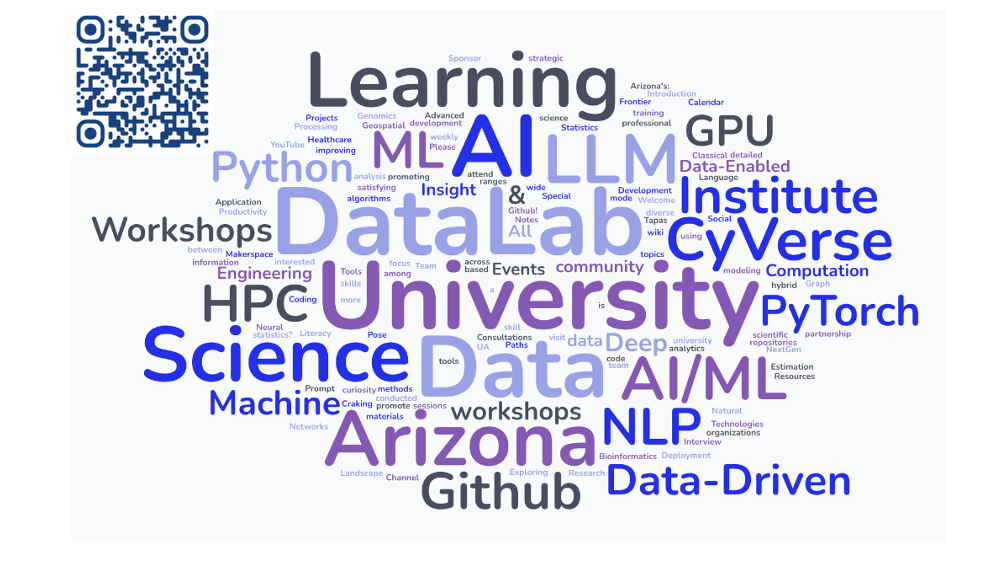 Sponsor strategic
Learning
Arizona's:
Introduction
Frontier Calendar
Projects Genomics Advanced science training
Processing Geospatial development Statistics professional
GPU
YouTube Healthcare improving
ML weekly Please AI LLM
Python
Classical detailed
Data-Enabled
Language
analysis promoting attend ranges
satisfying algorithms Insight & wide Special Development mode Welcome
Institute
Application
Productivity
DataLab
Github! Notes All
diverse Tapas wiki Social using
Workshops
CyVerse
between Makerspace information
interested focus Team across based Events community topics
Engineering Tools among
modeling Computation
skills
University
a
hybrid Graph
HPC Coding more is
PyTorch
Neural statistics? Literacy Pose
skill Consultations UA Paths visit data Deep university analytics
scientific repositories partnership
NextGen
Science
tools Data code team
AI/ML
Estimation
Resources
Prompt curiosity methods
conducted
Machine Craking promote sessions
materials
workshops
NLP Natural
Technologies
organizations
Interview
Networks
Arizona
Bioinformatics Deployment
Landscape Channel Exploring Research
Github Data-Driven